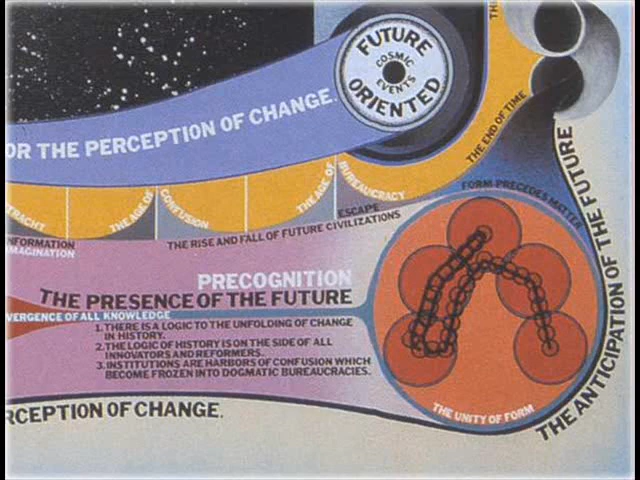 FUTURE
COSMIC
EVENTS
ORIENTED
OR THE PERCEPTION OF CHANGE.
THE END OF TIME
TRACHT
THE AGE OF
CONFUSION
THE AGE OF
BUREAUCRACY
ESCAPE
FORM PRECEDES MATTER
INFORMATION
IMAGINATION
THE RISE AND FALL OF FUTURE CIVILIZATIONS
PRECOGNITION
THE PRESENCE OF THE FUTURE
VERGENCE OF ALL KNOWLEDGE
1. THERE IS A LOGIC TO THE UNFOLDING OF CHANGE
IN HISTORY.
2. THE LOGIC OF HISTORY IS ON THE SIDE OF ALL
INNOVATORS AND REFORMERS.
3. INSTITUTIONS ARE HARBORS OF CONFUSION WHICH
BECOME FROZEN INTO DOGMATIC BUREAUCRACIES.
THE UNITY OF FORM
THE ANTICIPATION OF THE FUTURE
RCEPTION OF CHANGE.